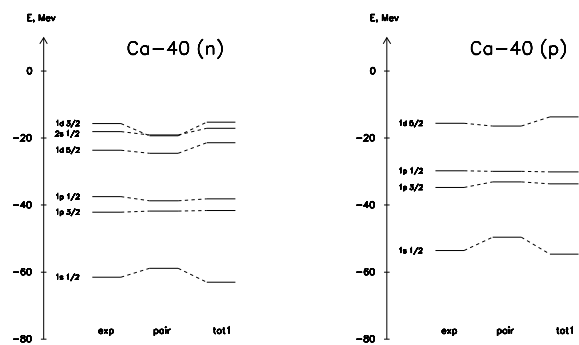 E, Mev
Ca-40 (n)
0
1d 3/2
2s 1/2
-20
1d 5/2
1p 1/2
-40
1p 3/2
-60
1s 1/2
exp pair tot1
-80
E, Mev
Ca-40 (p)
0
1d 5/2
-20
1p 1/2
1p 3/2
-40
1s 1/2
-60
exp pair tot1
-80